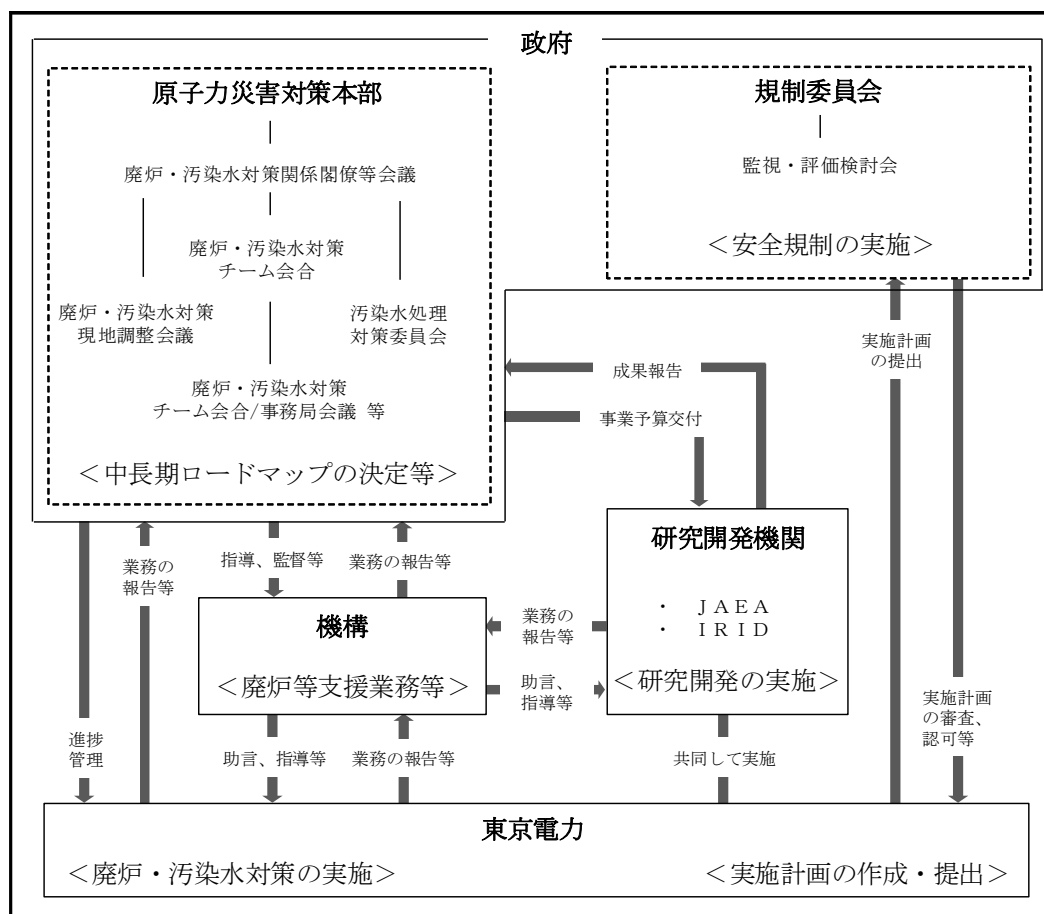 政府
原子力災害対策本部
廃炉・汚染水対策関係閣僚等会議
廃炉・汚染水対策
チーム会合
廃炉・汚染水対策
現地調整会議
汚染水処理
対策委員会
廃炉・汚染水対策
チーム会合/事務局会議 等
＜中長期ロードマップの決定等＞
規制委員会
監視・評価検討会
＜安全規制の実施＞
実施計画
の提出
成果報告
事業予算交付
研究開発機関
・ ＪＡＥＡ
・ ＩＲＩＤ
＜研究開発の実施＞
業務の
報告等
指導、監督等
業務の報告等
機構
＜廃炉等支援業務等＞
業務の
報告等
助言、
指導等
実施計画
の審査、
認可等
進捗
管理
助言、指導等
業務の報告等
共同して実施
東京電力
＜廃炉・汚染水対策の実施＞
＜実施計画の作成・提出＞